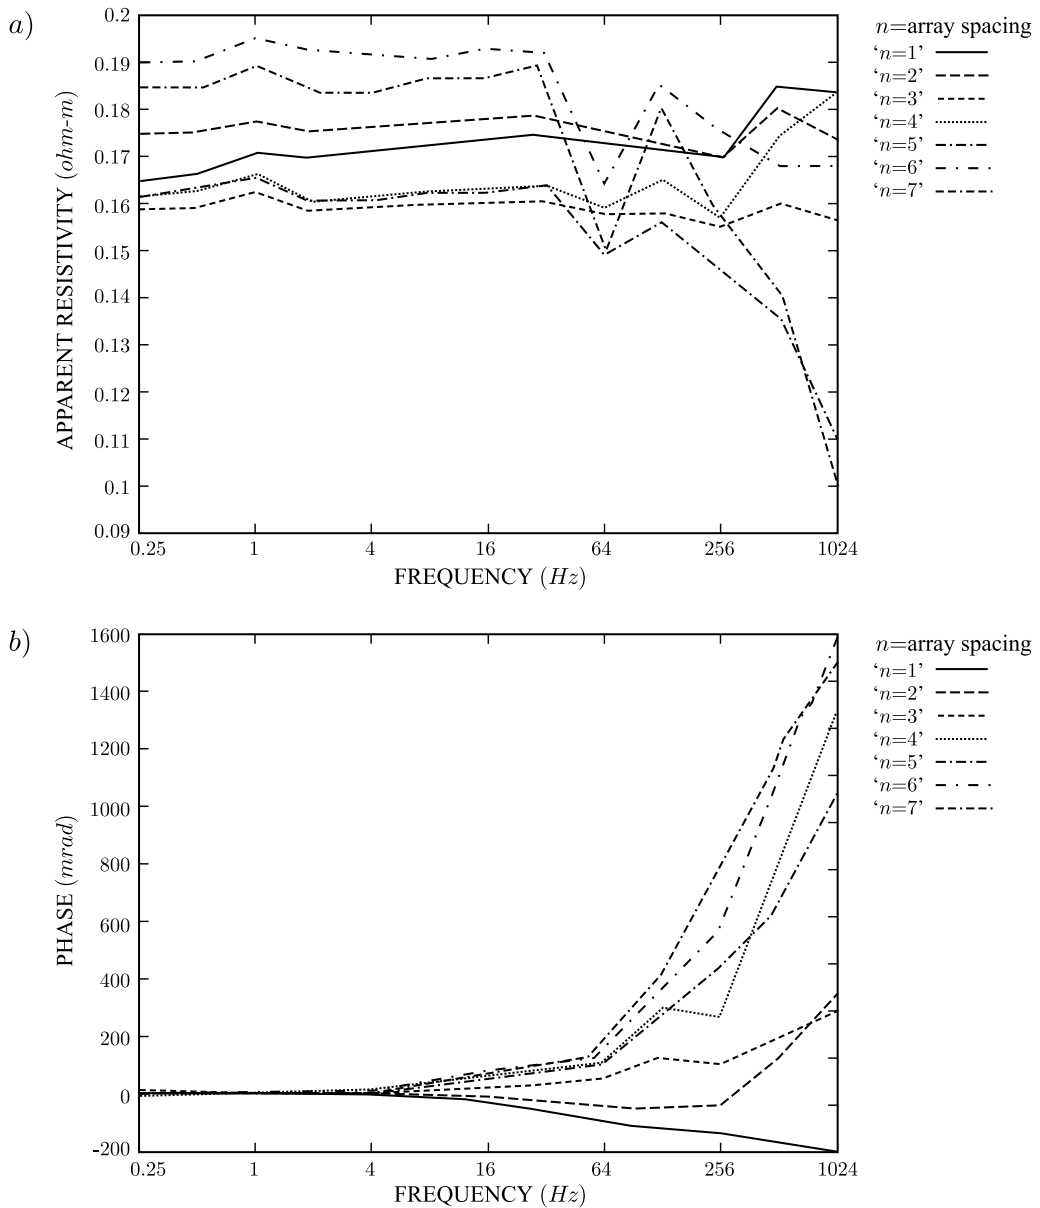 a)
n=array spacing
‘n=1’
‘n=2’
‘n=3’
‘n=4’
‘n=5’
‘n=6’
‘n=7’
APPARENT RESISTIVITY (ohm-m)
0.2
0.19
0.18
0.17
0.16
0.15
0.14
0.13
0.12
0.11
0.1
0.09
0.25 1 4 16 64 256 1024
FREQUENCY (Hz)
b)
n=array spacing
‘n=1’
‘n=2’
‘n=3’
‘n=4’
‘n=5’
‘n=6’
‘n=7’
PHASE (mrad)
1600
1400
1200
1000
800
600
400
200
0
-200
0.25 1 4 16 64 256 1024
FREQUENCY (Hz)